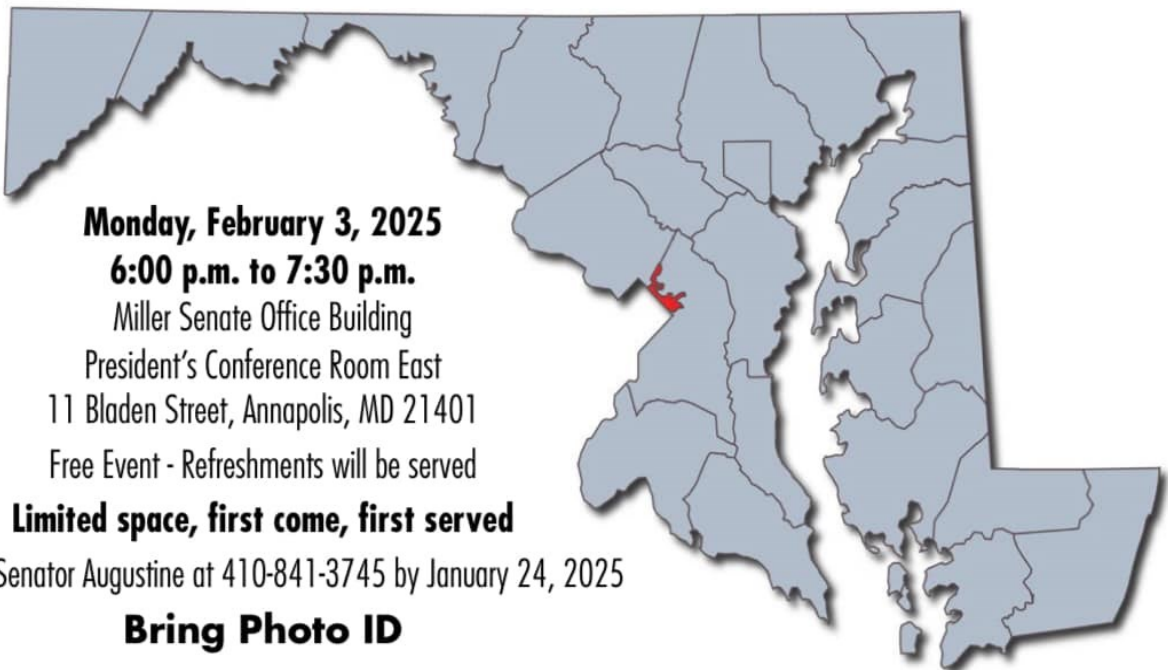 Monday, February 3, 2025
6:00 p.m. to 7:30 p.m.
Miller Senate Office Building
President's Conference Room East
11 Bladen Street, Annapolis, MD 21401
Free Event - Refreshments will be served
Limited space, first come, first served
Senator Augustine at 410-841-3745 by January 24, 2025
Bring Photo ID